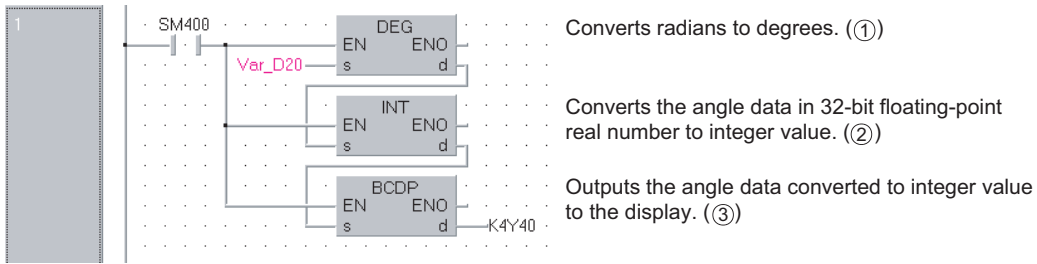 1
SM400
DEG
EN ENO
Var_D20 s d
Converts radians to degrees. (①)
INT
EN ENO
s d
Converts the angle data in 32-bit floating-point
real number to integer value. (②)
BCDP
EN ENO
s d K4Y40
Outputs the angle data converted to integer value
to the display. (③)